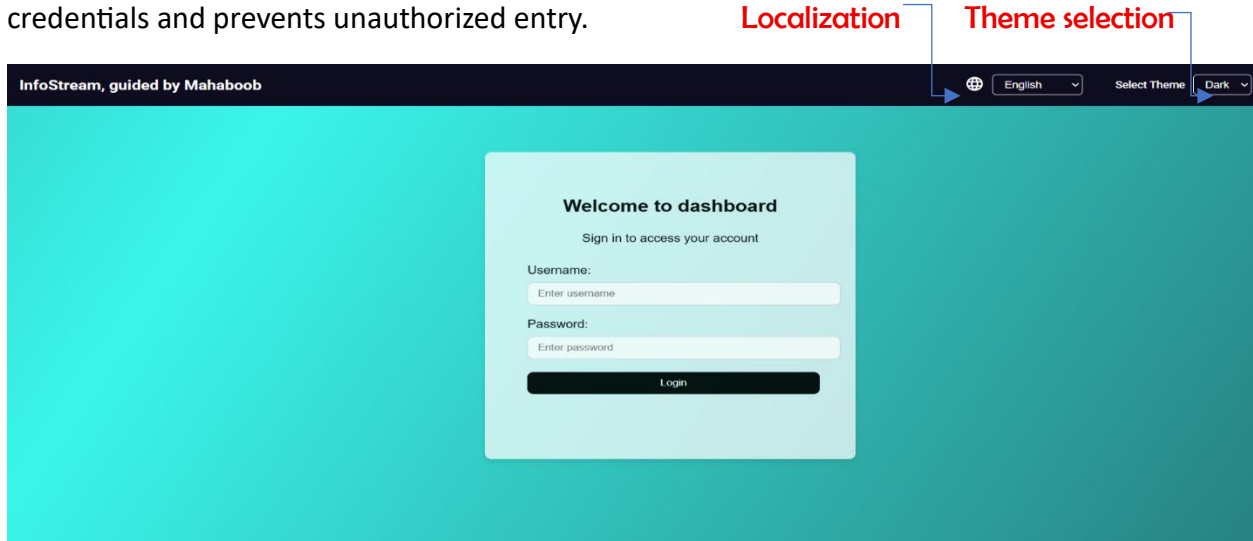 credentials and prevents unauthorized entry.
Localization
Theme selection
InfoStream, guided by Mahaboob
English
Select Theme
Dark
Welcome to dashboard
Sign in to access your account
Username:
Enter username
Password:
Enter password
Login